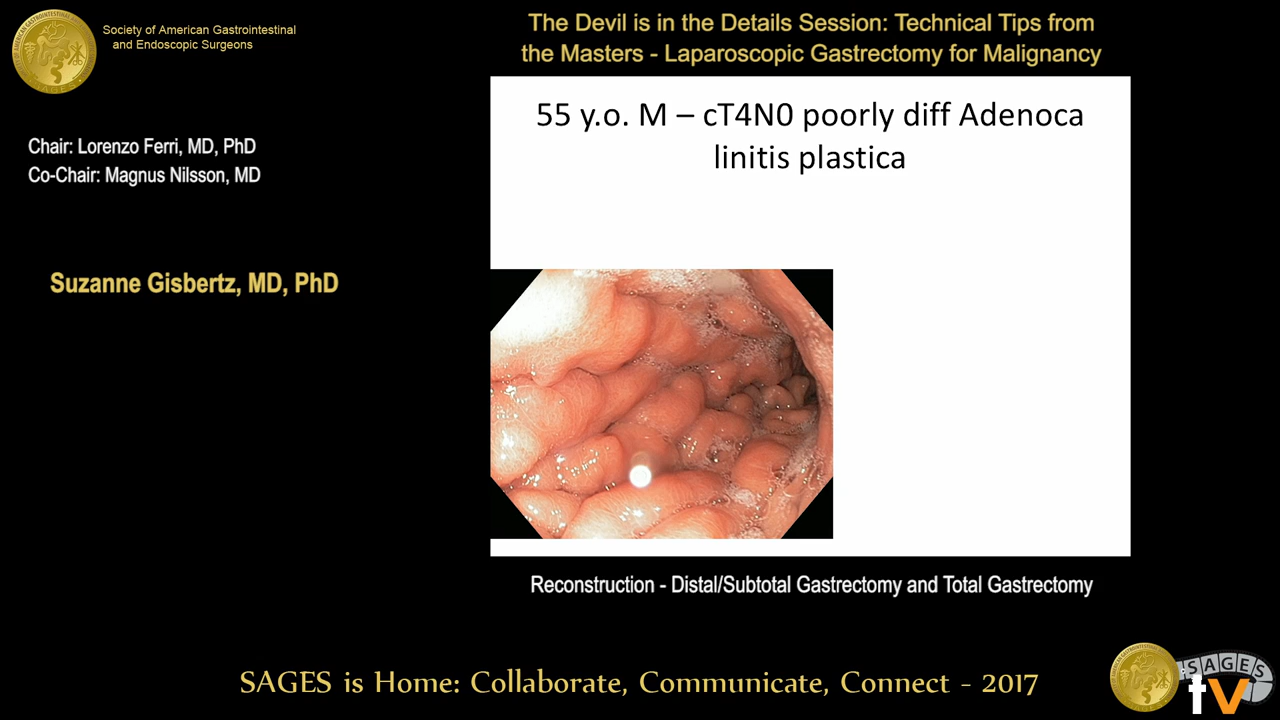 Society of American Gastrointestinal
and Endoscopic Surgeons
The Devil is in the Details Session: Technical Tips from
the Masters - Laparoscopic Gastrectomy for Malignancy
Chair: Lorenzo Ferri, MD, PhD
Co-Chair: Magnus Nilsson, MD
Suzanne Gisbertz, MD, PhD
55 y.o. M – cT4N0 poorly diff Adenoca
linitis plastica
Reconstruction - Distal/Subtotal Gastrectomy and Total Gastrectomy
SAGES is Home: Collaborate, Communicate, Connect - 2017
SAGES
tv